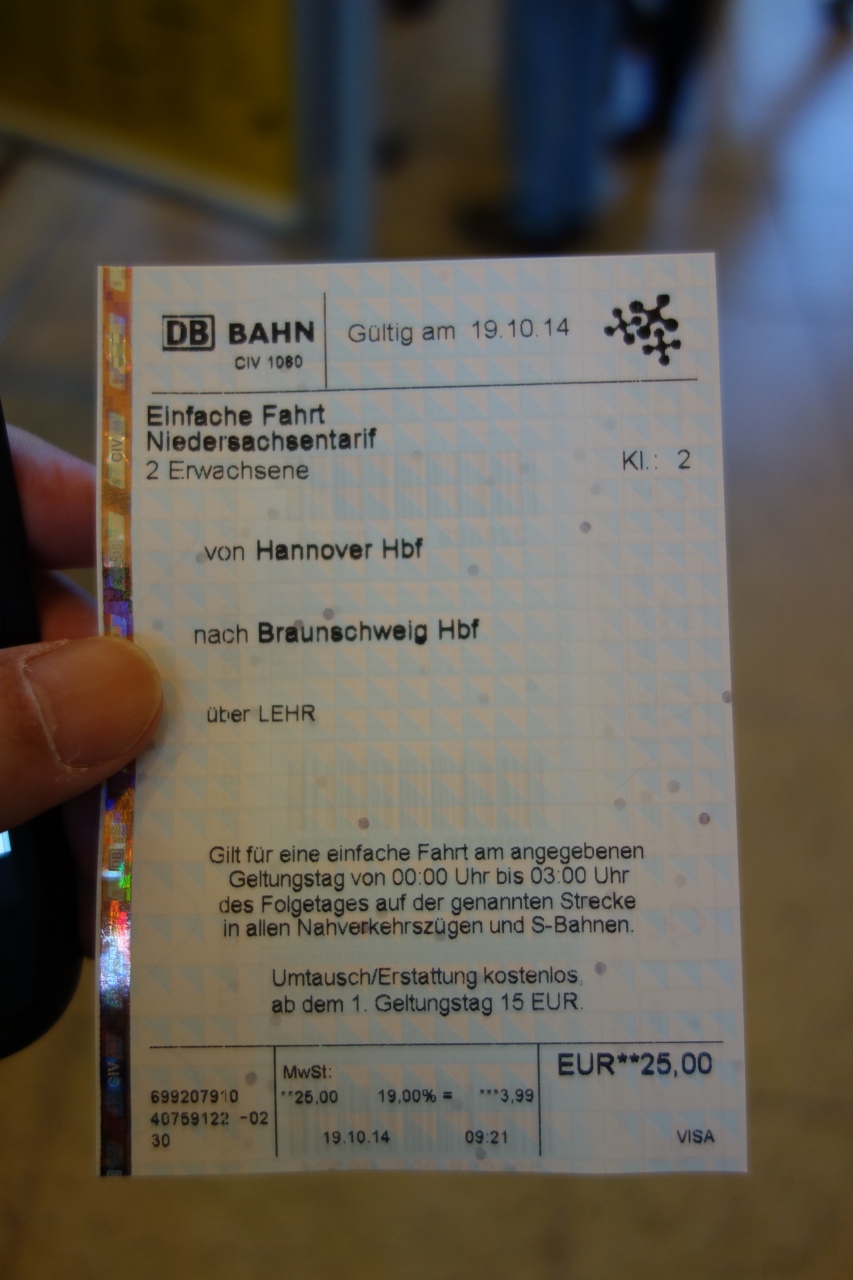 DB BAHN
CIV 1080
Gültig am 19.10.14
Einfache Fahrt
Niedersachsentarif
2 Erwachsene
Kl.: 2
von Hannover Hbf
nach Braunschweig Hbf
über LEHR
Gilt für eine einfache Fahrt am angegebenen
Geltungstag von 00:00 Uhr bis 03:00 Uhr
des Folgetages auf der genannten Strecke
in allen Nahverkehrszügen und S-Bahnen.
Umtausch/Erstattung kostenlos,
ab dem 1. Geltungstag 15 EUR.
EUR**25,00
MwSt:
699207910
**25,00 19,00% = ***3,99
40759122 -02
30
19.10.14 09:21
VISA